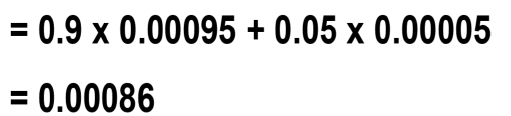 = 0.9 x 0.00095 + 0.05 x 0.00005
= 0.00086